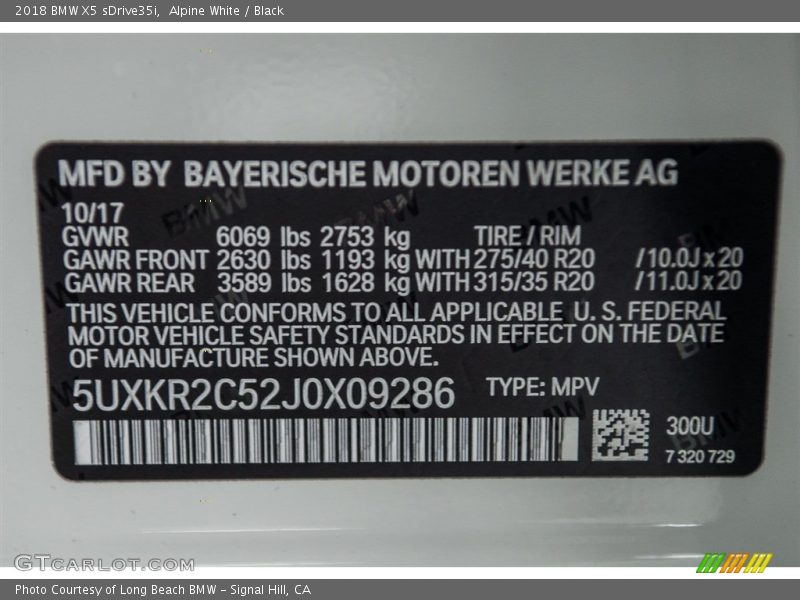 2018 BMW X5 sDrive35i,  Alpine White / Black
MFD BY BAYERISCHE MOTOREN WERKE AG
10/17
GVWR 6069 lbs 2753 kg TIRE / RIM
GAWR FRONT 2630 lbs 1193 kg WITH 275/40 R20 /10.0J x 20
GAWR REAR 3589 lbs 1628 kg WITH 315/35 R20 /11.0J x 20
THIS VEHICLE CONFORMS TO ALL APPLICABLE U. S. FEDERAL
MOTOR VEHICLE SAFETY STANDARDS IN EFFECT ON THE DATE
OF MANUFACTURE SHOWN ABOVE.
5UXKR2C52J0X09286 TYPE: MPV
300U
7 320 729
GTCARLOT.COM
Photo Courtesy of Long Beach BMW – Signal Hill, CA